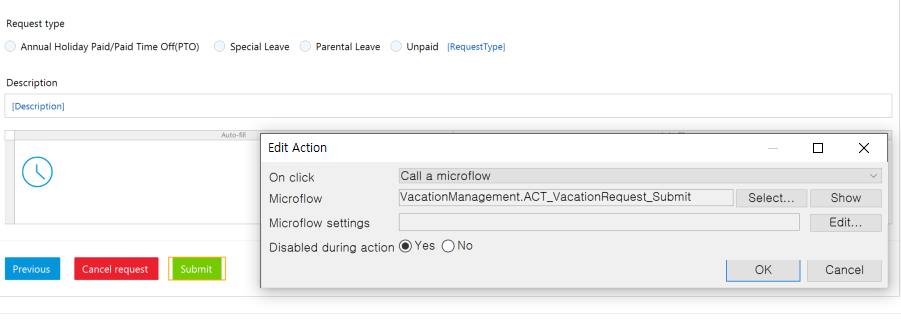 Request type
Annual Holiday Paid/Paid Time Off(PTO) Special Leave Parental Leave Unpaid [RequestType]
Description
[Description]
Auto-fill
Edit Action
On click Call a microflow
Microflow VacationManagement.ACT_VacationRequest_Submit Select... Show
Microflow settings Edit...
Disabled during action Yes No
OK Cancel
Previous Cancel request Submit